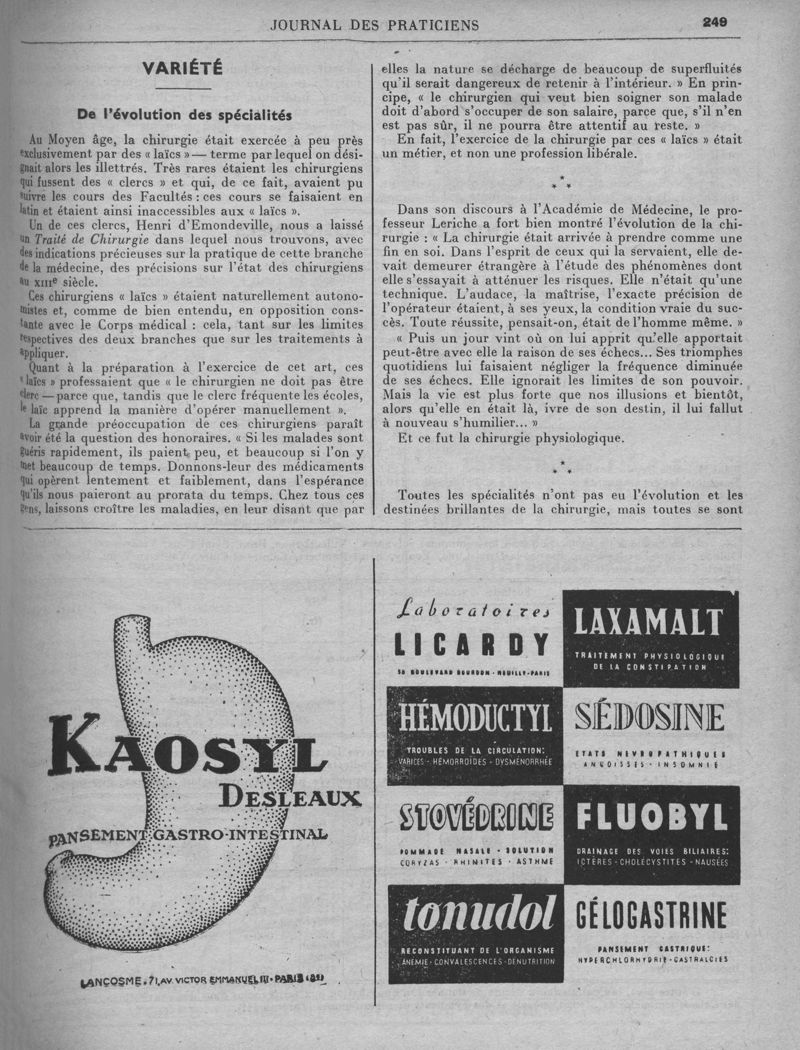 JOURNAL DES PRATICIENS
249
VARIÉTÉ
De l'évolution des spécialités
Au Moyen âge, la chirurgie était exercée à peu près
exclusivement par des « laïcs » — terme par lequel on dési-
gnait alors les illettrés. Très rares étaient les chirurgiens
qui fussent des « clercs » et qui, de ce fait, avaient pu
suivre les cours des Facultés : ces cours se faisaient en
latin et étaient ainsi inaccessibles aux « laïcs ».
Un de ces clercs, Henri d'Emondeville, nous a laissé
un Traité de Chirurgie dans lequel nous trouvons, avec
des indications précieuses sur la pratique de cette branche
de la médecine, des précisions sur l'état des chirurgiens
au XIIIe siècle.
Ces chirurgiens « laïcs » étaient naturellement autono-
mistes et, comme de bien entendu, en opposition cons-
tante avec le Corps médical : cela, tant sur les limites
respectives des deux branches que sur les traitements à
appliquer.
Quant à la préparation à l'exercice de cet art, ces
« laïcs » professaient que « le chirurgien ne doit pas être
clerc — parce que, tandis que le clerc fréquente les écoles,
le laïc apprend la manière d'opérer manuellement ».
La grande préoccupation de ces chirurgiens paraît
avoir été la question des honoraires. « Si les malades sont
guéris rapidement, ils paient peu, et beaucoup si l'on y
met beaucoup de temps. Donnons-leur des médicaments
qui opèrent lentement et faiblement, dans l'espérance
qu'ils nous paieront au prorata du temps. Chez tous ces
gens, laissons croître les maladies, en leur disant que par
elles la nature se décharge de beaucoup de superfluités
qu'il serait dangereux de retenir à l'intérieur. » En prin-
cipe, « le chirurgien qui veut bien soigner son malade
doit d'abord s'occuper de son salaire, parce que, s'il n'en
est pas sûr, il ne pourra être attentif au reste. »
En fait, l'exercice de la chirurgie par ces « laïcs » était
un métier, et non une profession libérale.
* * *
Dans son discours à l'Académie de Médecine, le pro-
fesseur Leriche a fort bien montré l'évolution de la chi-
rurgie : « La chirurgie était arrivée à prendre comme une
fin en soi. Dans l'esprit de ceux qui la servaient, elle de-
vait demeurer étrangère à l'étude des phénomènes dont
elle s'essayait à atténuer les risques. Elle n'était qu'une
technique. L'audace, la maîtrise, l'exacte précision de
l'opérateur étaient, à ses yeux, la condition vraie du suc-
cès. Toute réussite, pensait-on, était de l'homme même. »
« Puis un jour vint où on lui apprit qu'elle apportait
peut-être avec elle la raison de ses échecs... Ses triomphes
quotidiens lui faisaient négliger la fréquence diminuée
de ses échecs. Elle ignorait les limites de son pouvoir.
Mais la vie est plus forte que nos illusions et bientôt,
alors qu'elle en était là, ivre de son destin, il lui fallut
à nouveau s'humilier... »
Et ce fut la chirurgie physiologique.
* * *
Toutes les spécialités n'ont pas eu l'évolution et les
destinées brillantes de la chirurgie, mais toutes se sont
KAOSYL
DESLEAUX
PANSEMENT GASTRO-INTESTINAL
LANCOSME. 71, AV. VICTOR EMMANUEL III - PARIS (8e)
Laboratoires
LICARDY
38 BOULEVARD BOURDON - NEUILLY-PARIS
LAXAMALT
TRAITEMENT PHYSIOLOGIQUE
DE LA CONSTIPATION
HÉMODUCTYL
TROUBLES DE LA CIRCULATION:
VARICES - HÉMORROÏDES - DYSMÉNORRHÉE
SÉDOSINE
ETATS NEVROPATHIQUES
ANGOISSES - INSOMNIE
STOVÉDRINE
POMMADE NASALE - SOLUTION
CORYZAS - RHINITES - ASTHME
FLUOBYL
DRAINAGE DES VOIES BILIAIRES:
ICTÈRES - CHOLÉCYSTITES - NAUSÉES
tonudol
RECONSTITUANT DE L'ORGANISME
ANÉMIE - CONVALESCENCES - DÉNUTRITION
GÉLOGASTRINE
PANSEMENT GASTRIQUE:
HYPERCHLORHYDRIE - GASTRALGIES